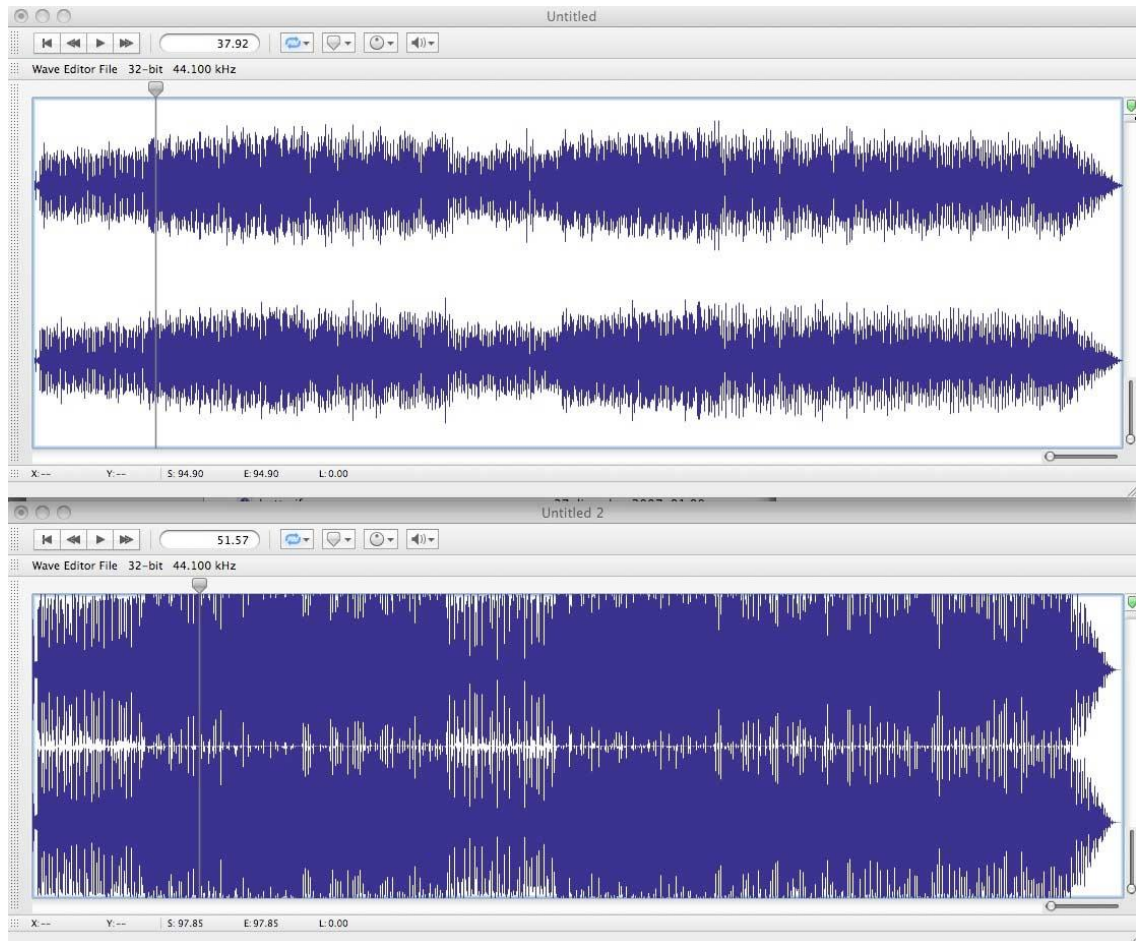 Untitled
37.92
Wave Editor File 32-bit 44.100 kHz
X:-- Y:-- S: 94.90 E: 94.90 L: 0.00
Untitled 2
51.57
Wave Editor File 32-bit 44.100 kHz
X:-- Y:-- S: 97.85 E: 97.85 L: 0.00